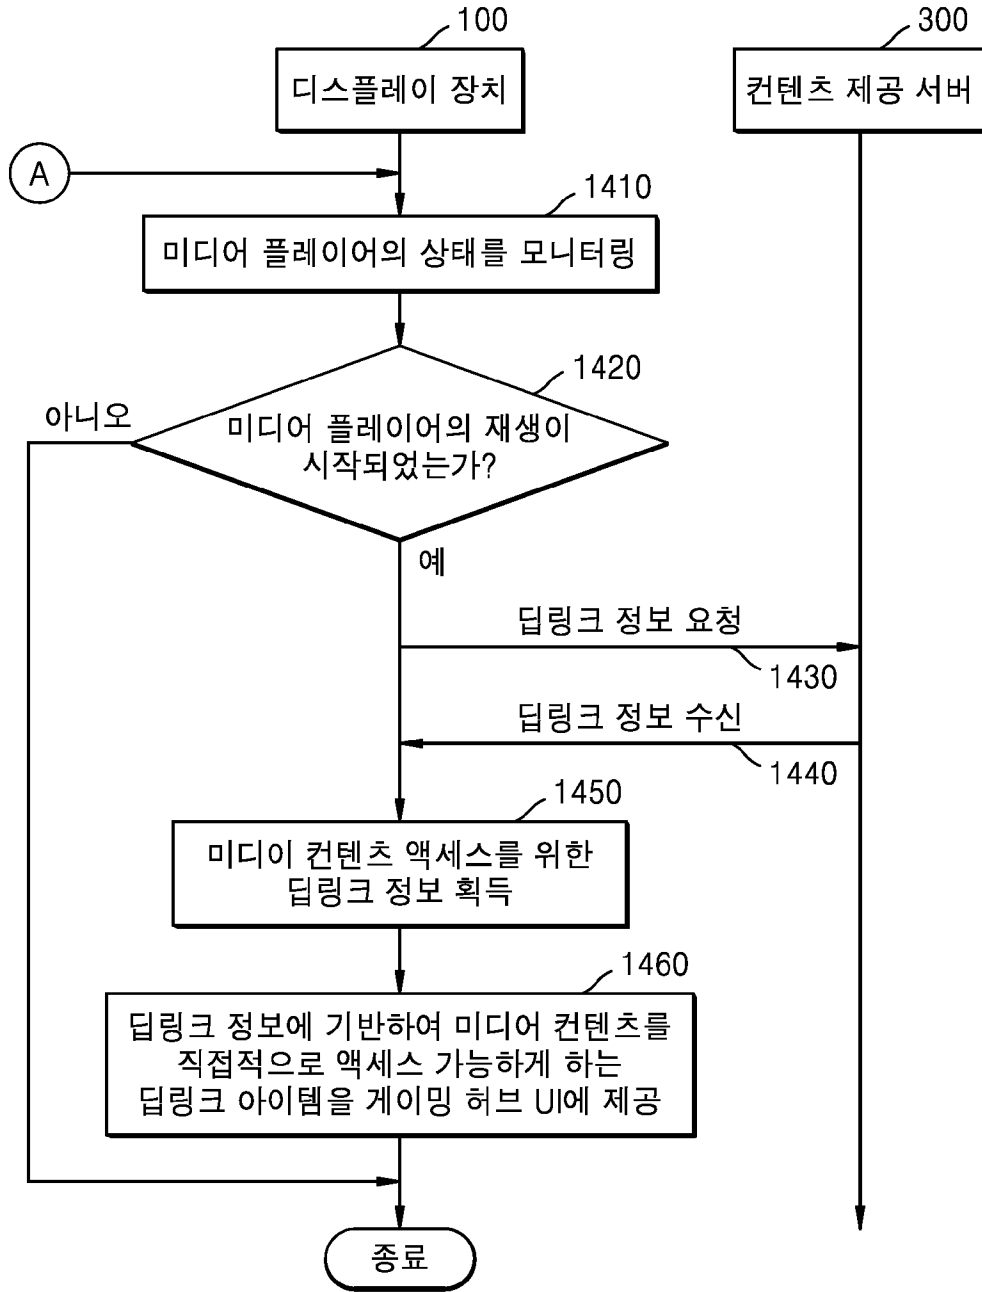 100
300
디스플레이 장치
컨텐츠 제공 서버
A
1410
미디어 플레이어의 상태를 모니터링
1420
아니오
미디어 플레이어의 재생이
시작되었는가?
예
딥링크 정보 요청
1430
딥링크 정보 수신
1440
1450
미디이 컨텐츠 액세스를 위한
딥링크 정보 획득
1460
딥링크 정보에 기반하여 미디어 컨텐츠를
직접적으로 액세스 가능하게 하는
딥링크 아이템을 게이밍 허브 UI에 제공
종료